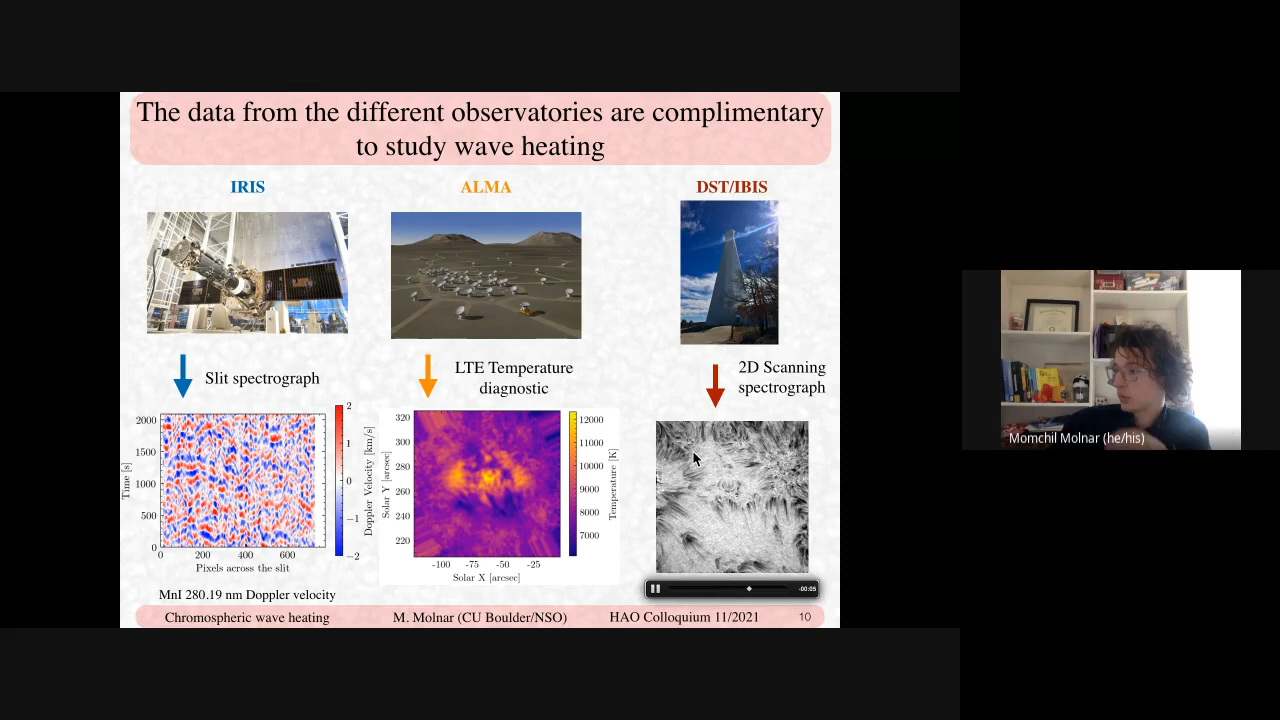 The data from the different observatories are complimentary
to study wave heating
IRIS
ALMA
DST/IBIS
Slit spectrograph
LTE Temperature
diagnostic
2D Scanning
spectrograph
2000
1500
1000
500
0
Time [s]
0 200 400 600
Pixels across the slit
2
1
0
−1
−2
Doppler Velocity [km/s]
MnI 280.19 nm Doppler velocity
320
300
280
260
240
220
Solar Y [arcsec]
-100 -75 -50 -25
Solar X [arcsec]
12000
11000
10000
9000
8000
7000
Temperature [K]
-00:05
Chromospheric wave heating
M. Molnar (CU Boulder/NSO)
HAO Colloquium 11/2021
10
Momchil Molnar (he/his)